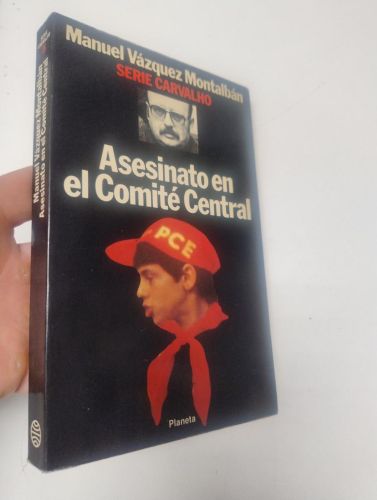 Manuel Vázquez Montalbán
SERIE CARVALHO
Asesinato en
el Comité Central
PCE
Planeta
Manuel Vázquez Montalbán
Asesinato en el Comité Central